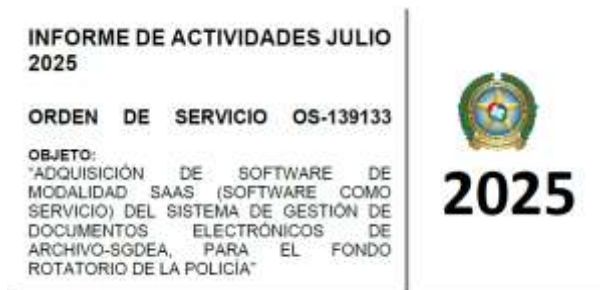 INFORME DE ACTIVIDADES JULIO
2025
ORDEN DE SERVICIO OS-139133
OBJETO:
"ADQUISICIÓN DE SOFTWARE DE
MODALIDAD SAAS (SOFTWARE COMO
SERVICIO) DEL SISTEMA DE GESTIÓN DE
DOCUMENTOS ELECTRÓNICOS DE
ARCHIVO-SGDEA, PARA EL FONDO
ROTATORIO DE LA POLICÍA"
2025